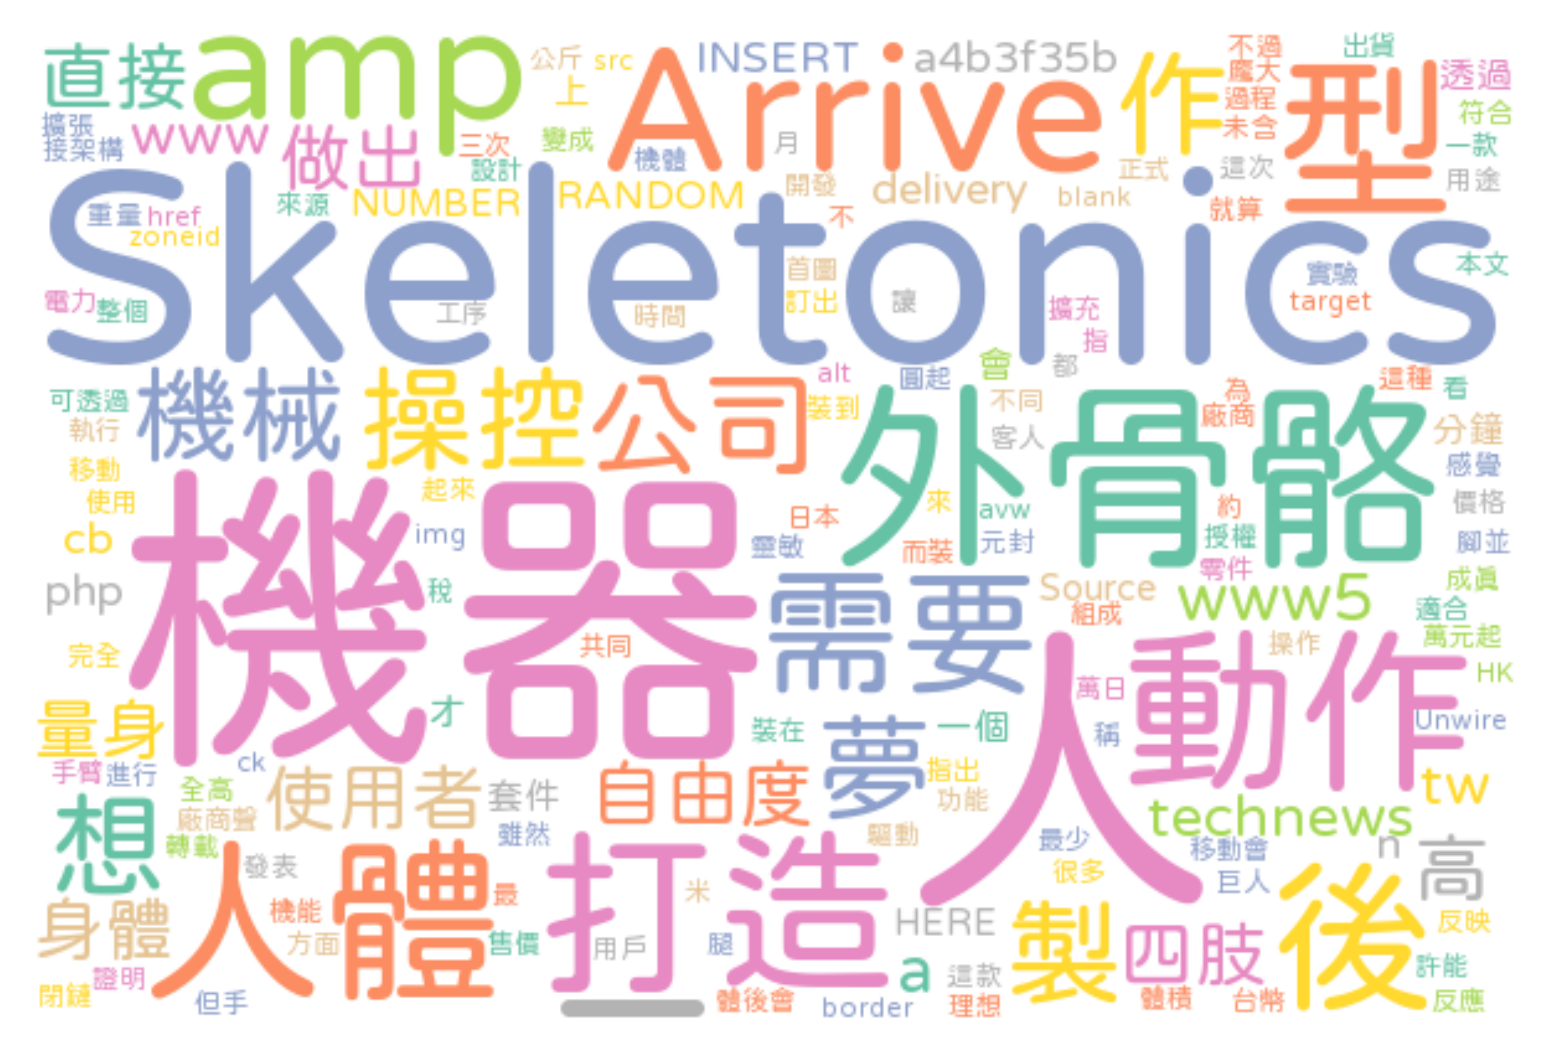 直接 amp 公斤 src Arrive INSERT a4b3f35b 作 不過 出貨
上 龐大 型 透過
擴張 www 做出 三次 變成 機體 月 過程 符合
接架構 設計 正式 這次 未含 一款
來源 NUMBER RANDOM 開發 delivery blank 就算 用途
重量 href 不
zoneid Skeletonics 首圖 實驗 本文
電力 整個 工序 時間 訂出 讓 擴充 target
指
可透過 機械 操控 公司 alt 圓起 會 都 為 這種 看
執行 裝到 外骨骼 不同 廠商 分鐘
移動 起來 客人 感覺
使用 機器 日本 來 avw 約 價格
cb img 靈敏 而裝 元封 授權 腳並
php 稅 需要 Source 零件 www5 成真
組成 適合
完全 共同 人 動作 操作 萬元起
萬日 HK
量身 才 裝在 夢 一個 稱 Unwire
手臂 進行 ck 自由度 指出 tw
想 全高 使用者 套件 功能 technews
廠商聲 雖然 驅動 最少 移動會 n 高
轉載 發表 人體 打造 很多 巨人 後
身體 機能 最 米 HERE 製 四肢 反映
方面 售價 用戶 腿 a 這款 許能
閉鏈 證明 但手 體後會 border 理想 體積 台幣 反應